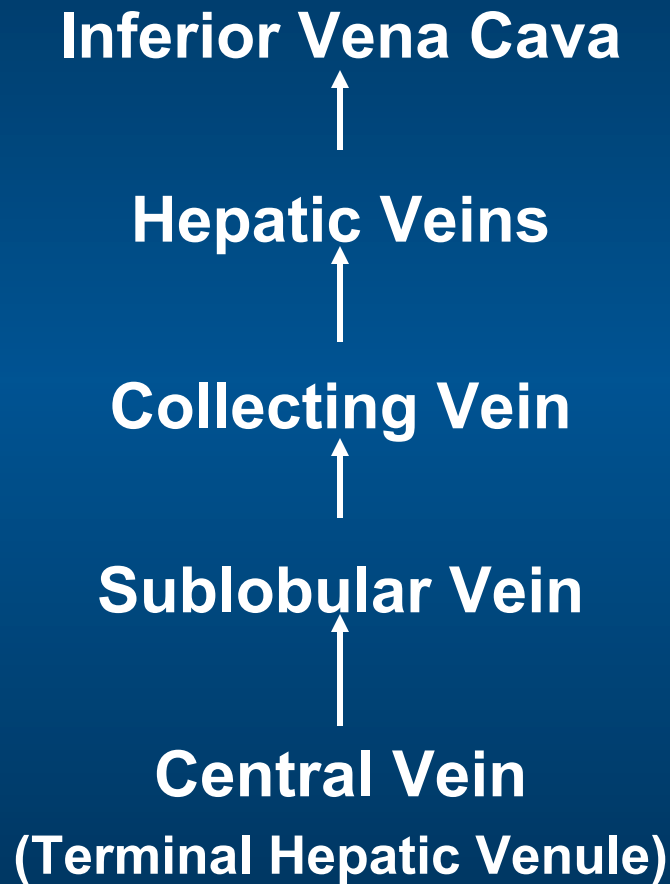 Inferior Vena Cava
Hepatic Veins
Collecting Vein
Sublobular Vein
Central Vein
(Terminal Hepatic Venule)